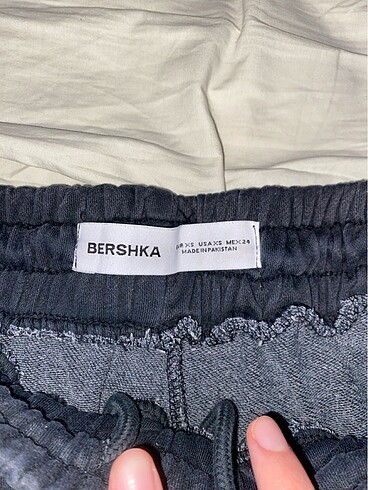 BERSHKA
EUR XS USA XS MEX 24
MADE IN PAKISTAN